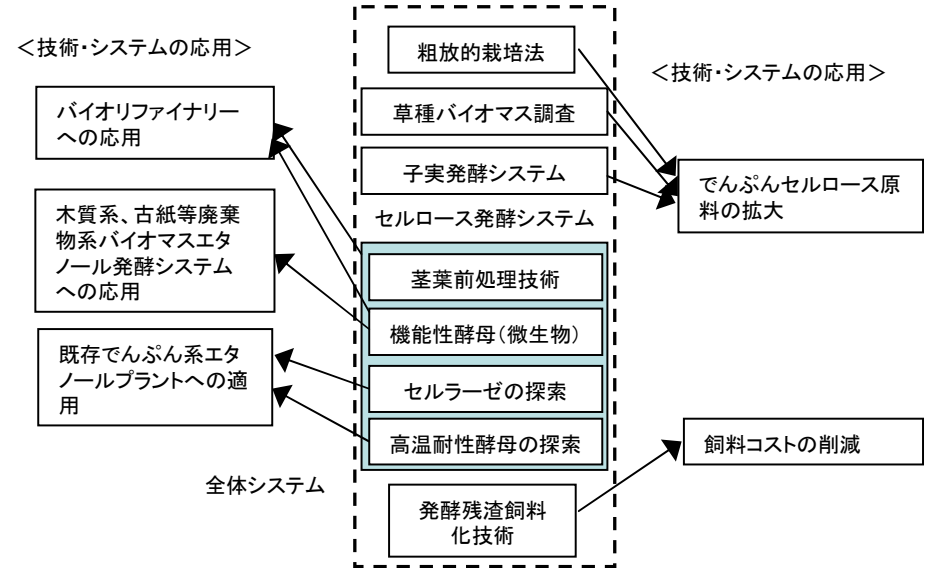 ＜技術・システムの応用＞
バイオリファイナリー
への応用
木質系、古紙等廃棄
物系バイオマスエタ
ノール発酵システム
への応用
既存でんぷん系エタ
ノールプラントへの適
用
全体システム
粗放的栽培法
草種バイオマス調査
子実発酵システム
セルロース発酵システム
茎葉前処理技術
機能性酵母（微生物）
セルラーゼの探索
高温耐性酵母の探索
発酵残渣飼料
化技術
＜技術・システムの応用＞
でんぷんセルロース原
料の拡大
飼料コストの削減